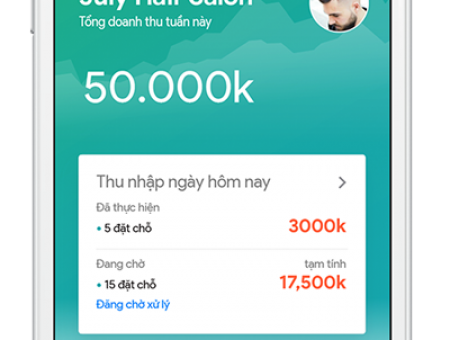 July Hair Salon
Tổng doanh thu tuần này
50.000k
Thu nhập ngày hôm nay
Đã thực hiện
• 5 đặt chỗ
3000k
Đang chờ
tạm tính
• 15 đặt chỗ
17,500k
Đăng chờ xử lý